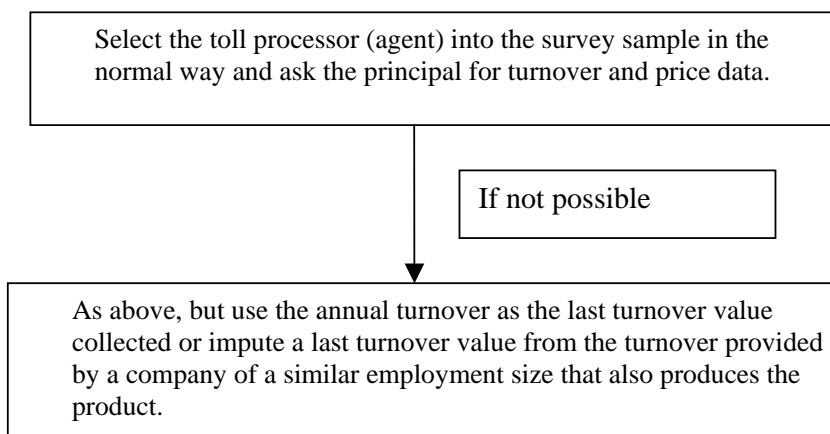 Select the toll processor (agent) into the survey sample in the
normal way and ask the principal for turnover and price data.
If not possible
As above, but use the annual turnover as the last turnover value
collected or impute a last turnover value from the turnover provided
by a company of a similar employment size that also produces the
product.